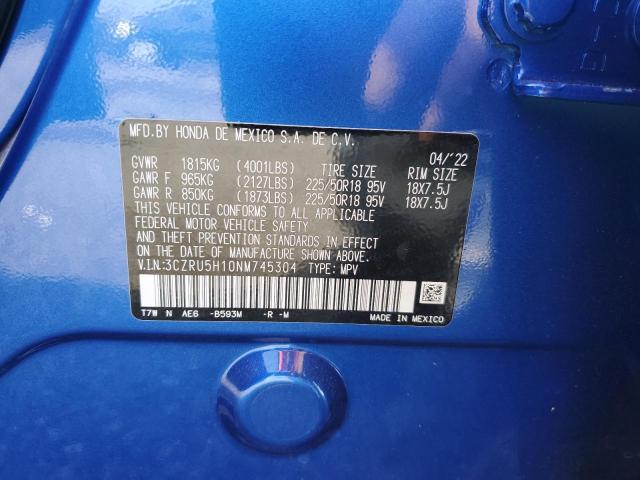 MFD.BY HONDA DE MEXICO S.A. DE C.V.
04/'22
GVWR 1815KG (4001LBS) TIRE SIZE RIM SIZE
GAWR F 965KG (2127LBS) 225/50R18 95V 18X7.5J
GAWR R 850KG (1873LBS) 225/50R18 95V 18X7.5J
THIS VEHICLE CONFORMS TO ALL APPLICABLE
FEDERAL MOTOR VEHICLE SAFETY
AND THEFT PREVENTION STANDARDS IN EFFECT
ON THE DATE OF MANUFACTURE SHOWN ABOVE.
V.I.N:3CZRU5H10NM745304 TYPE: MPV
T7W N AE6 -B593M -R -M
MADE IN MEXICO